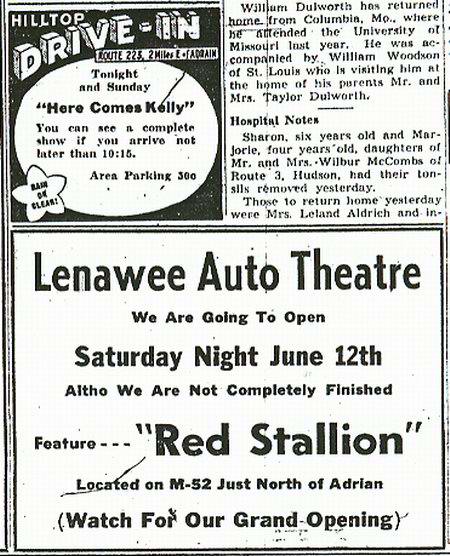 HILLTOP
DRIVE-IN
ROUTE 223, 2 Miles E of ADRAIN
Tonight
and Sunday
"Here Comes Kelly"
You can see a complete
show if you arrive not
later than 10:15.
Area Parking 300
RAIN
OR
CLEAR!
William Dulworth has returned
home from Columbia, Mo., where
he attended the University of
Missouri last year. He was ac-
companied by William Woodson
of St. Louis who is visiting him at
the home of his parents Mr. and
Mrs. Taylor Dulworth.
Hospital Notes
Sharon, six years old and Mar-
jorie, four years old, daughters of
Mr. and Mrs. Wilbur McCombs of
Route 3, Hudson, had their ton-
sils removed yesterday.
Those to return home yesterday
were Mrs. Leland Aldrich and in-
Lenawee Auto Theatre
We Are Going To Open
Saturday Night June 12th
Altho We Are Not Completely Finished
Feature --- "Red Stallion"
Located on M-52 Just North of Adrian
(Watch For Our Grand Opening)